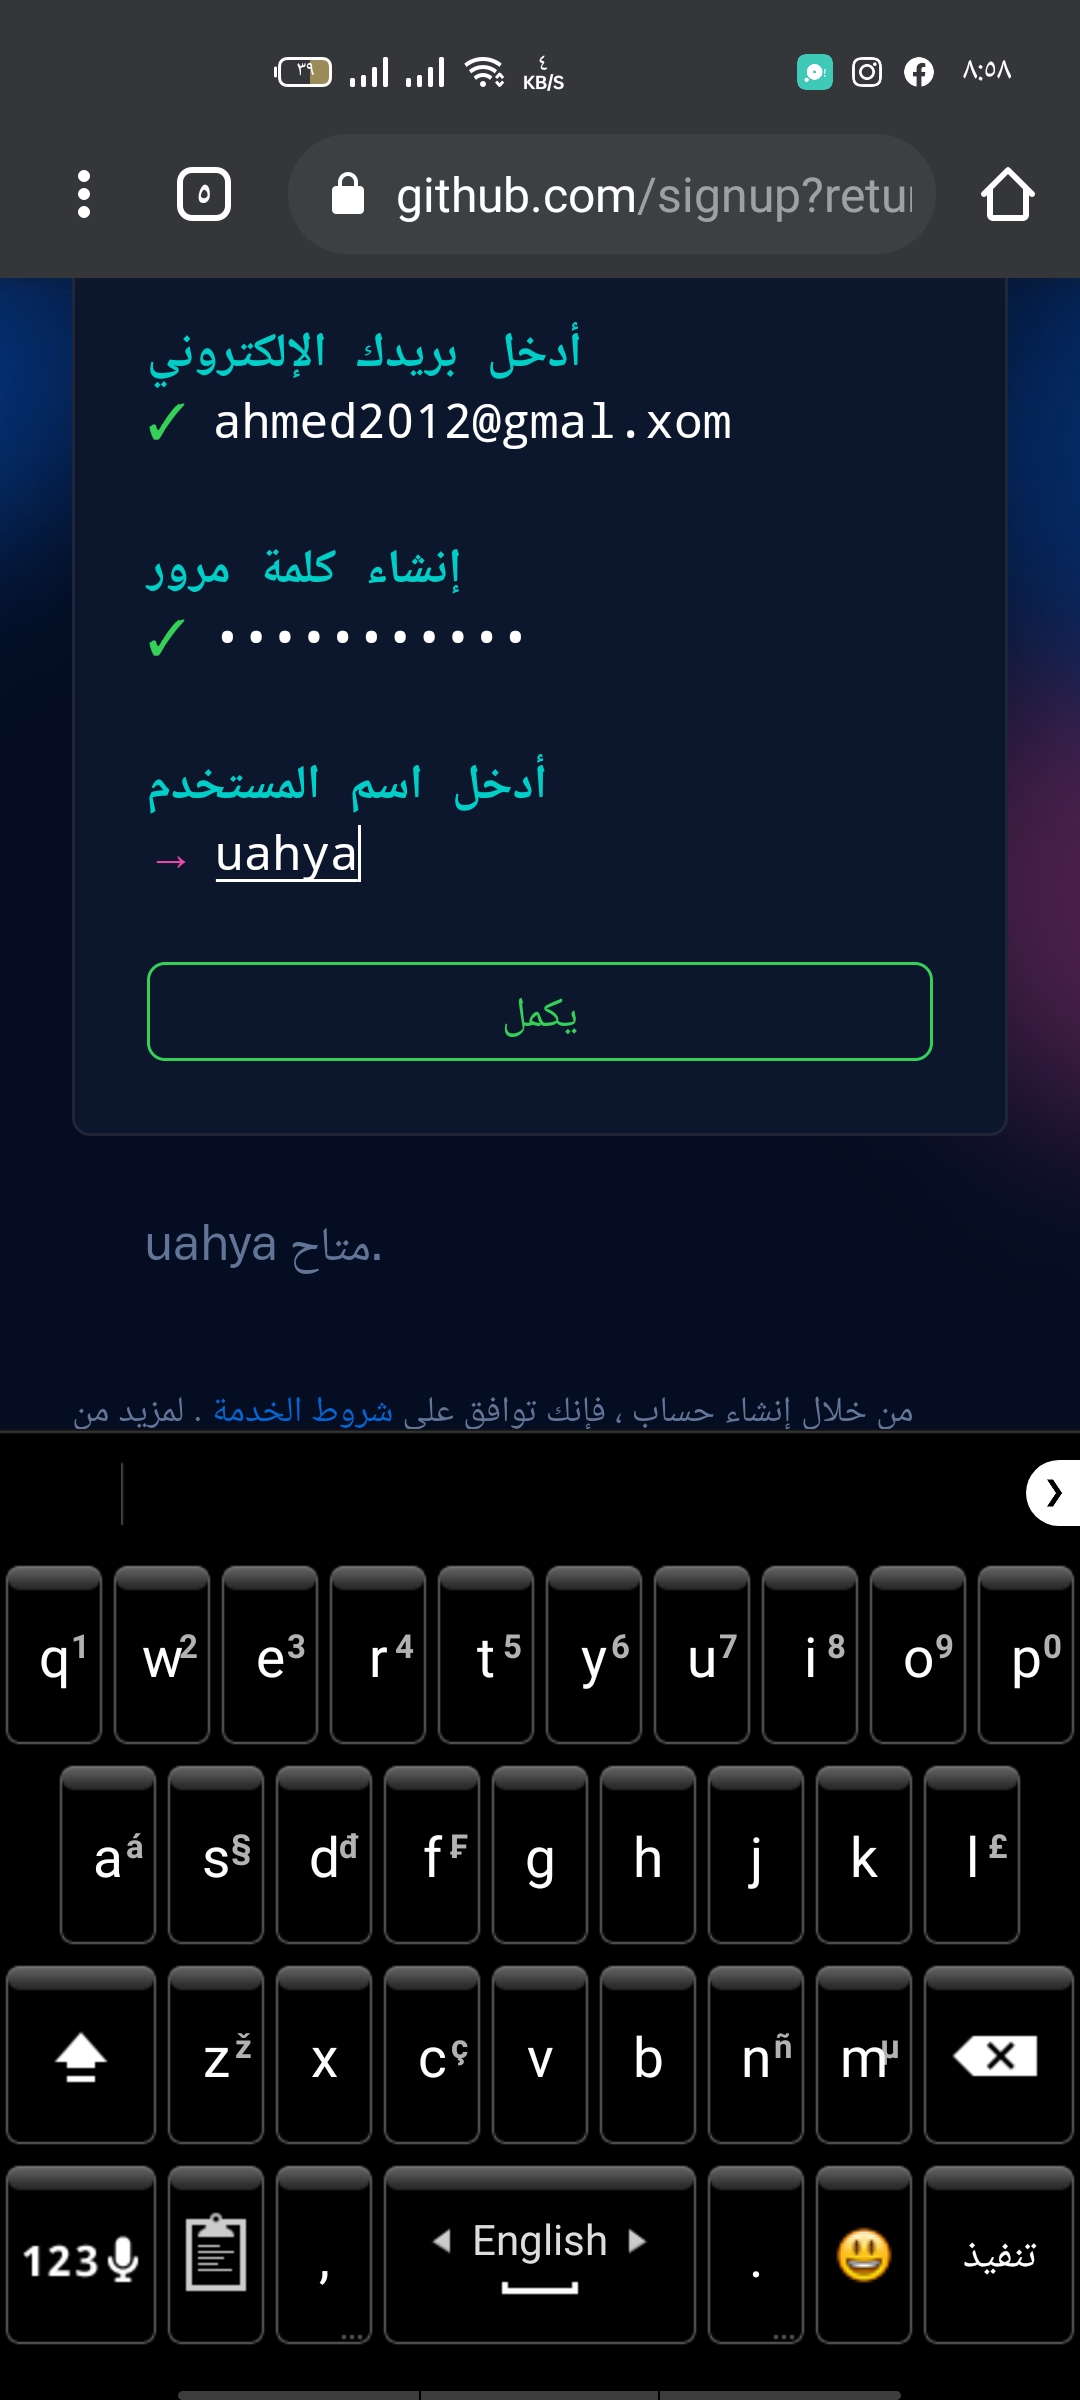 ٣٩
٤
KB/S
٨:٥٨
٥
github.com/signup?retu
أدخل بريدك الإلكتروني
✓ ahmed2012@gmal.xom
إنشاء كلمة مرور
✓ •••••••••••
أدخل اسم المستخدم
→ uahya
يكمل
uahya متاح.
من خلال إنشاء حساب ، فإنك توافق على شروط الخدمة . لمزيد من
q1 w2 e3 r4 t5 y6 u7 i8 o9 p0
aá s§ dđ f₣ g h j k l£
zž x cç v b nñ mµ
123 , ◀ English ▶ . تنفيذ